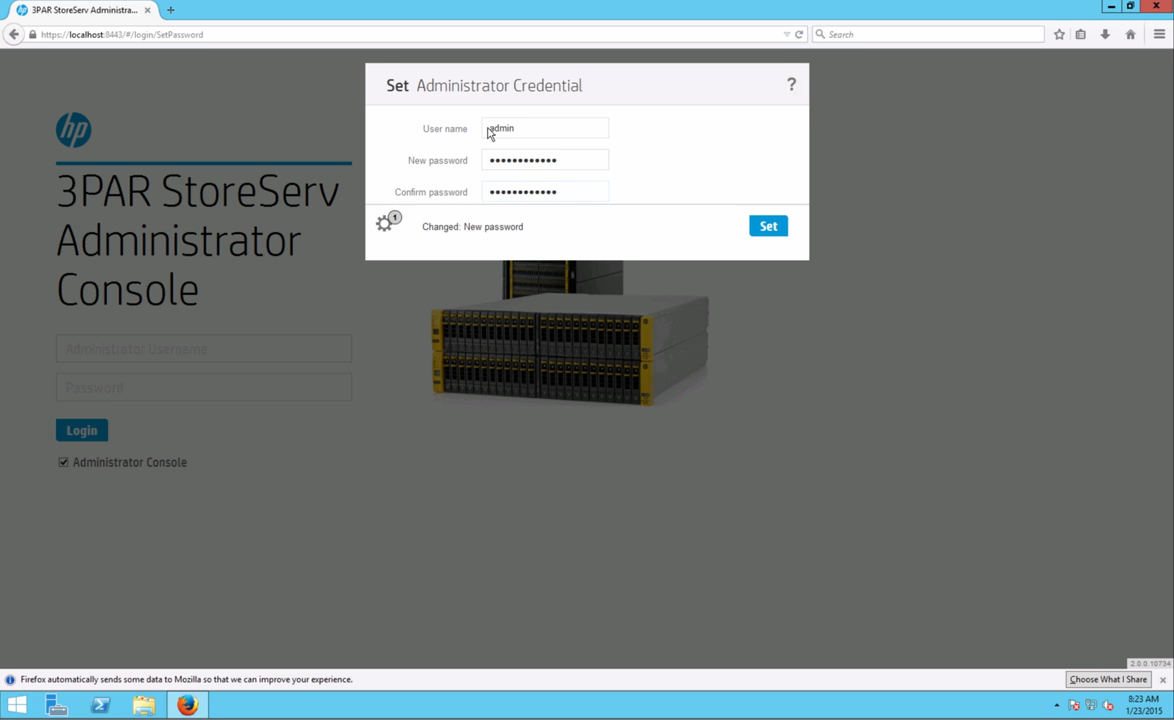 3PAR StoreServ Administra...
https://localhost:8443/#/login/SetPassword
Search
Set Administrator Credential
?
User name
admin
New password
••••••••••••
Confirm password
••••••••••••
1
Changed: New password
Set
hp
3PAR StoreServ
Administrator
Console
Administrator Username
Password
Login
Administrator Console
2.0.0.10734
Firefox automatically sends some data to Mozilla so that we can improve your experience.
Choose What I Share
8:23 AM
1/23/2015